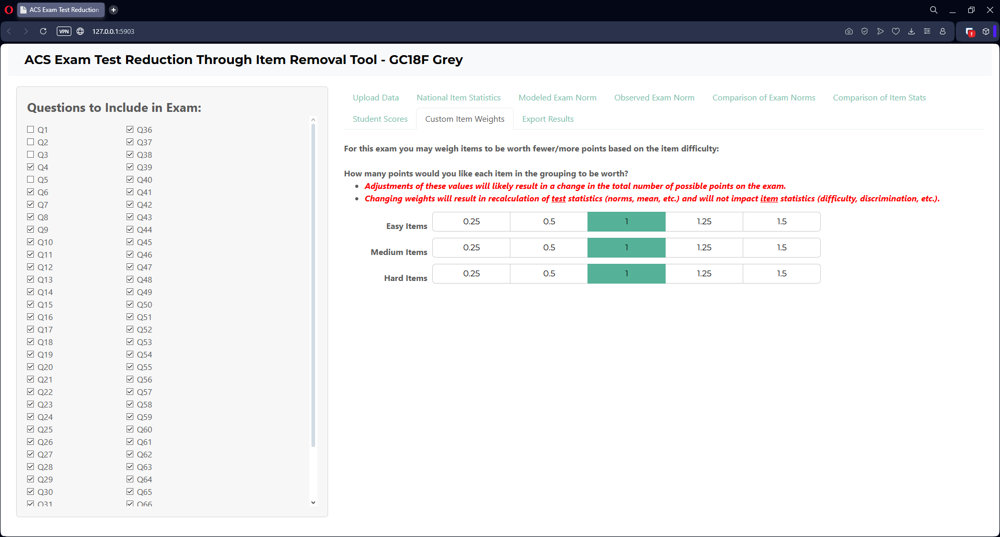 ACS Exam Test Reduction
VPN
127.0.0.1:5903
ACS Exam Test Reduction Through Item Removal Tool - GC18F Grey
Questions to Include in Exam:
Q1
Q2
Q3
Q4
Q5
Q6
Q7
Q8
Q9
Q10
Q11
Q12
Q13
Q14
Q15
Q16
Q17
Q18
Q19
Q20
Q21
Q22
Q23
Q24
Q25
Q26
Q27
Q28
Q29
Q30
Q31
Q36
Q37
Q38
Q39
Q40
Q41
Q42
Q43
Q44
Q45
Q46
Q47
Q48
Q49
Q50
Q51
Q52
Q53
Q54
Q55
Q56
Q57
Q58
Q59
Q60
Q61
Q62
Q63
Q64
Q65
Q66
Upload Data National Item Statistics Modeled Exam Norm Observed Exam Norm Comparison of Exam Norms Comparison of Item Stats
Student Scores Custom Item Weights Export Results
For this exam you may weigh items to be worth fewer/more points based on the item difficulty:
How many points would you like each item in the grouping to be worth?
Adjustments of these values will likely result in a change in the total number of possible points on the exam.
Changing weights will result in recalculation of test statistics (norms, mean, etc.) and will not impact item statistics (difficulty, discrimination, etc.).
Easy Items 0.25 0.5 1 1.25 1.5
Medium Items 0.25 0.5 1 1.25 1.5
Hard Items 0.25 0.5 1 1.25 1.5